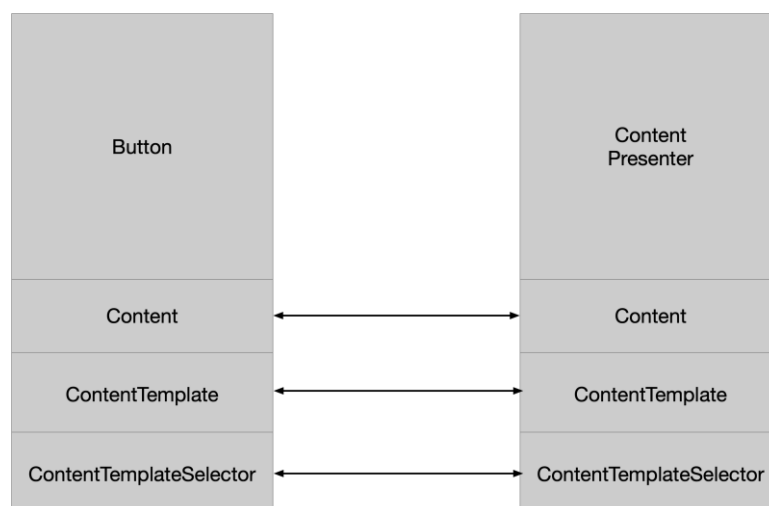 Button
Content
Presenter
Content
Content
ContentTemplate
ContentTemplate
ContentTemplateSelector
ContentTemplateSelector